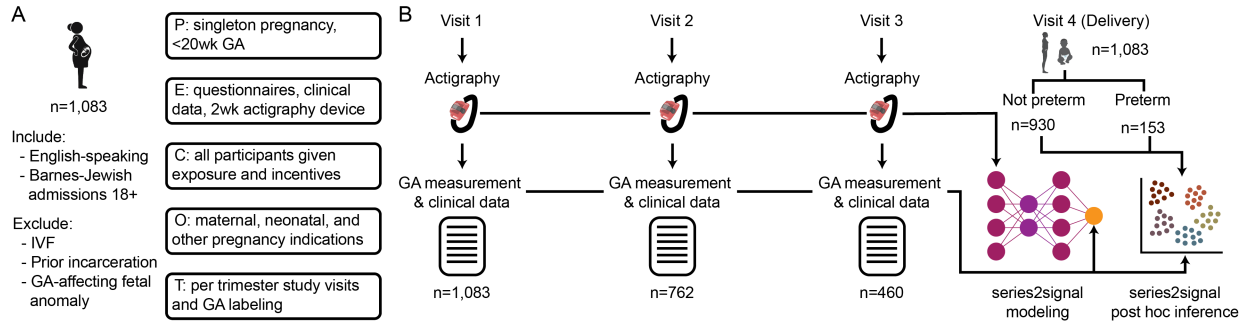 A
n=1,083
Include:
- English-speaking
- Barnes-Jewish
admissions 18+
Exclude:
- IVF
- Prior incarceration
- GA-affecting fetal
anomaly
P: singleton pregnancy,
<20wk GA
E: questionnaires, clinical
data, 2wk actigraphy device
C: all participants given
exposure and incentives
O: maternal, neonatal, and
other pregnancy indications
T: per trimester study visits
and GA labeling
B
Visit 1
Actigraphy
GA measurement
& clinical data
n=1,083
Visit 2
Actigraphy
GA measurement
& clinical data
n=762
Visit 3
Actigraphy
GA measurement
& clinical data
n=460
Visit 4 (Delivery)
n=1,083
Not preterm
n=930
Preterm
n=153
series2signal
modeling
series2signal
post hoc inference